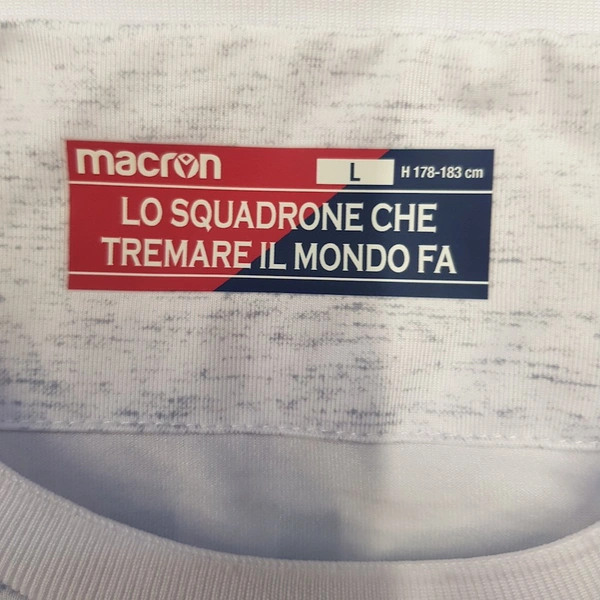 macron L H 178-183 cm
LO SQUADRONE CHE
TREMARE IL MONDO FA